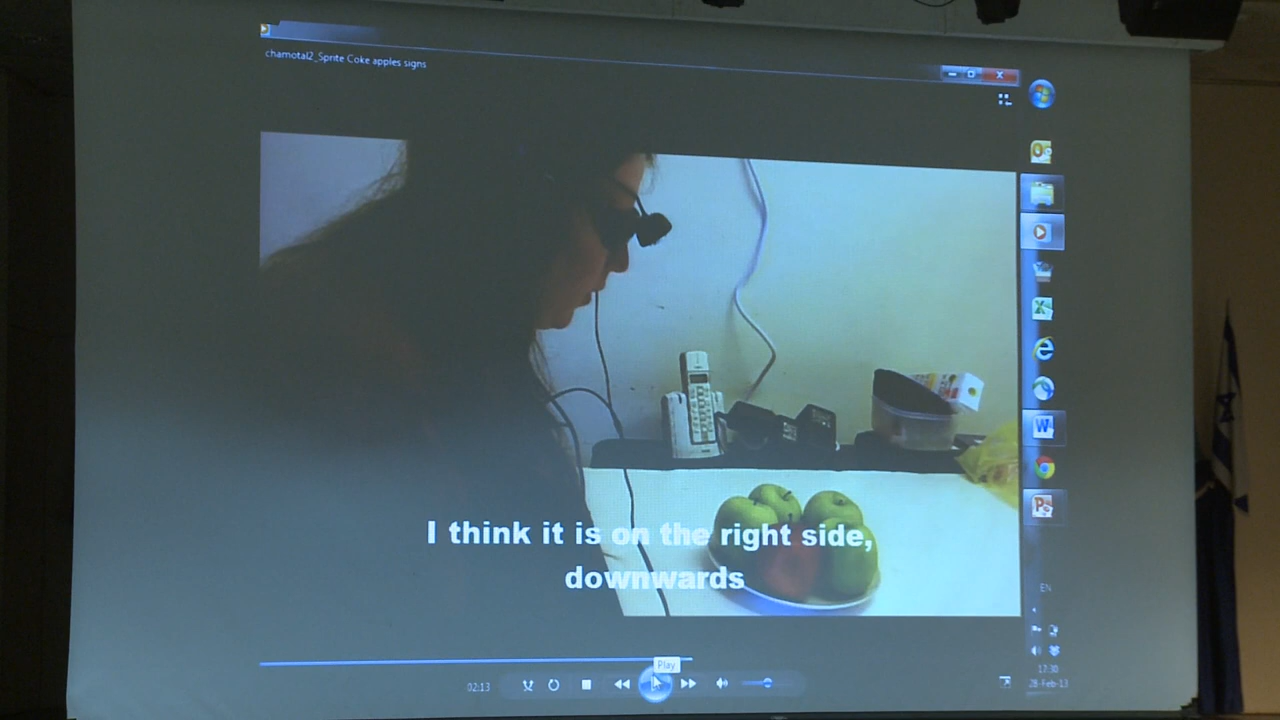 chamotal2_Sprite Coke apples signs
I think it is on the right side,
downwards
EN
Play
02:13
17:30
28-Feb-13